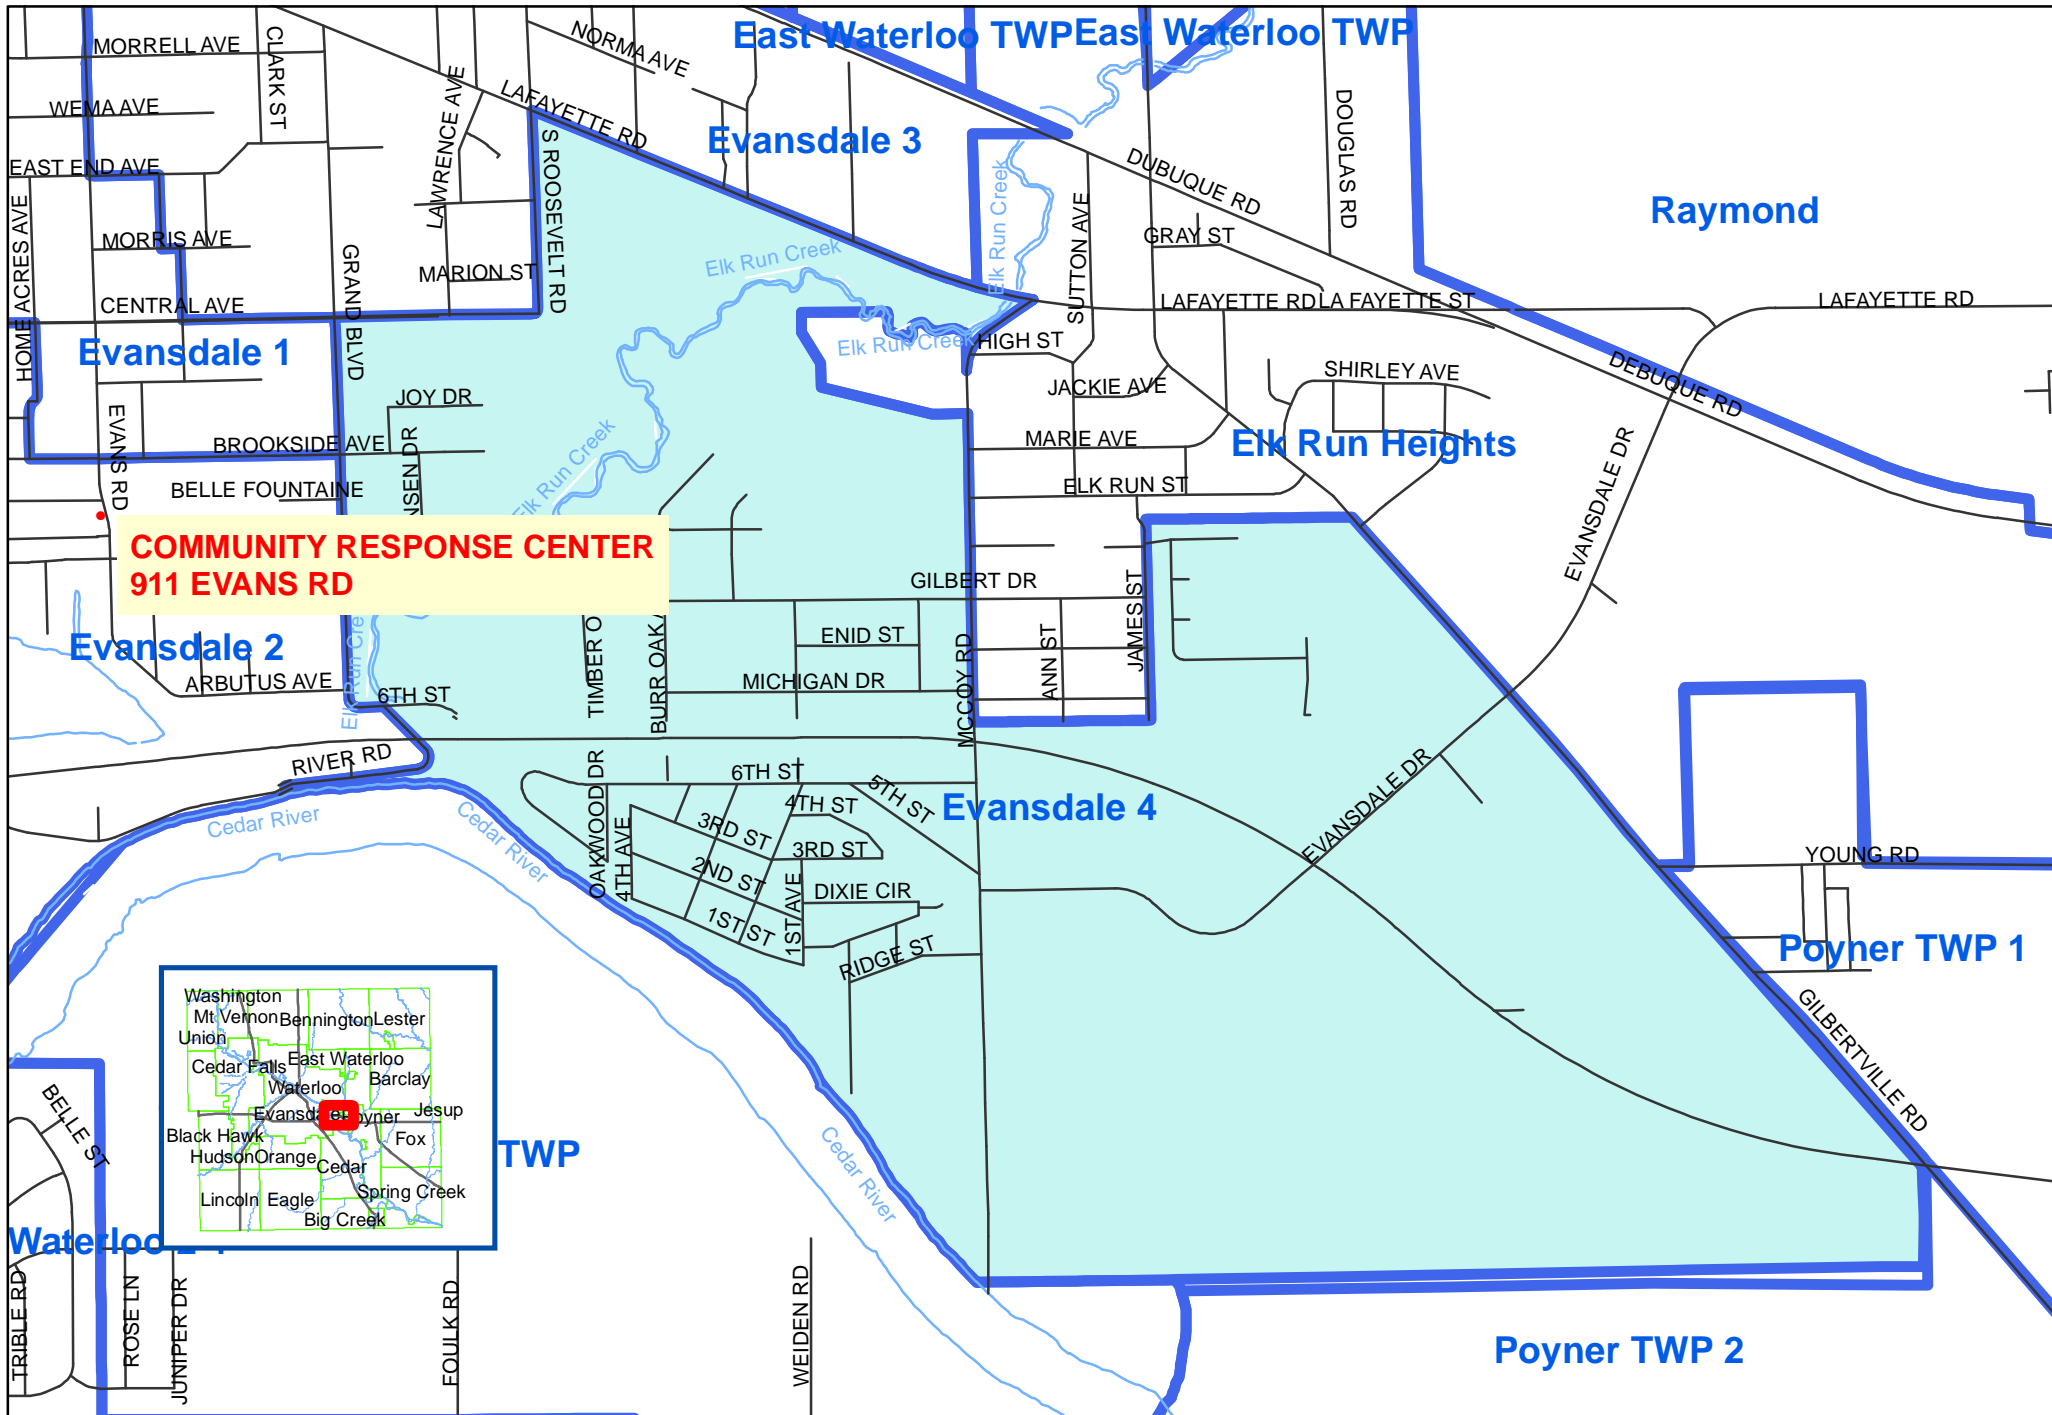 East Waterloo TWP
East Waterloo TWP
MORRELL AVE
CLARK ST
NORMA AVE
WEMA AVE
LAWRENCE AVE
LAFAYETTE RD
Evansdale 3
DOUGLAS RD
EAST END AVE
S ROOSEVELT RD
Elk Run Creek
DUBUQUE RD
Raymond
HOME ACRES AVE
MORRIS AVE
GRAND BLVD
MARION ST
Elk Run Creek
SUTTON AVE
GRAY ST
CENTRAL AVE
LAFAYETTE RD
LA FAYETTE ST
LAFAYETTE RD
Evansdale 1
Elk Run Creek
HIGH ST
DEBUQUE RD
SHIRLEY AVE
JOY DR
JACKIE AVE
EVANS RD
BROOKSIDE AVE
NSEN DR
Elk Run Creek
MARIE AVE
Elk Run Heights
EVANSDALE DR
BELLE FOUNTAINE
ELK RUN ST
COMMUNITY RESPONSE CENTER
911 EVANS RD
GILBERT DR
JAMES ST
Evansdale 2
Elk Run Cre
TIMBER O
BURR OAK
ENID ST
MCCOY RD
ANN ST
ARBUTUS AVE
6TH ST
MICHIGAN DR
RIVER RD
OAKWOOD DR
6TH ST
5TH ST
Evansdale 4
EVANSDALE DR
Cedar River
Cedar River
4TH AVE
3RD ST
4TH ST
3RD ST
YOUNG RD
2ND ST
1ST AVE
DIXIE CIR
1ST ST
RIDGE ST
Poyner TWP 1
GILBERTVILLE RD
Washington
Mt Vernon
Bennington
Lester
Union
Cedar Falls
East Waterloo
Waterloo
Barclay
Evansdale
oyner
Jesup
Black Hawk
Fox
Hudson
Orange
Cedar
Lincoln
Eagle
Spring Creek
Big Creek
BELLE ST
TWP
Cedar River
Waterloo
TRIBLE RD
ROSE LN
JUNIPER DR
FOULK RD
WEIDEN RD
Poyner TWP 2